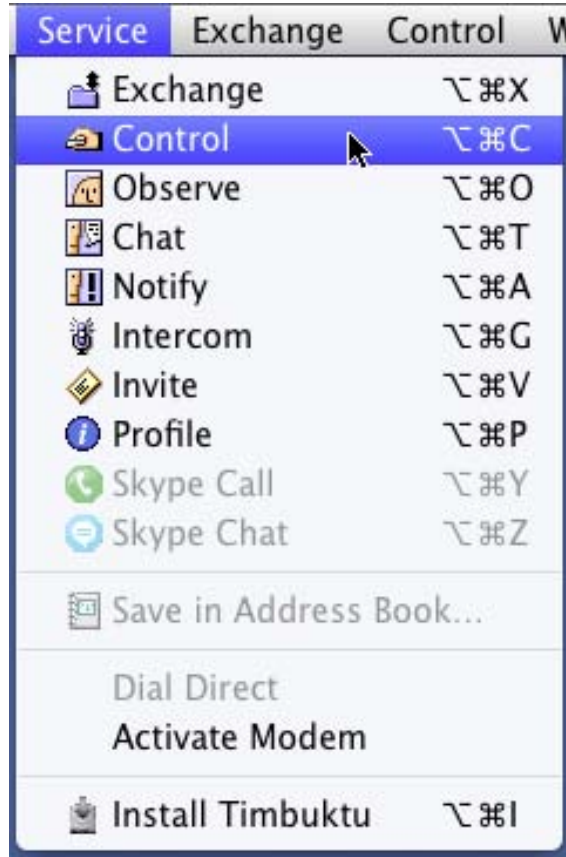 Service Exchange Control
Exchange ⌥⌘X
Control ⌥⌘C
Observe ⌥⌘O
Chat ⌥⌘T
Notify ⌥⌘A
Intercom ⌥⌘G
Invite ⌥⌘V
Profile ⌥⌘P
Skype Call ⌥⌘Y
Skype Chat ⌥⌘Z
Save in Address Book...
Dial Direct
Activate Modem
Install Timbuktu ⌥⌘I